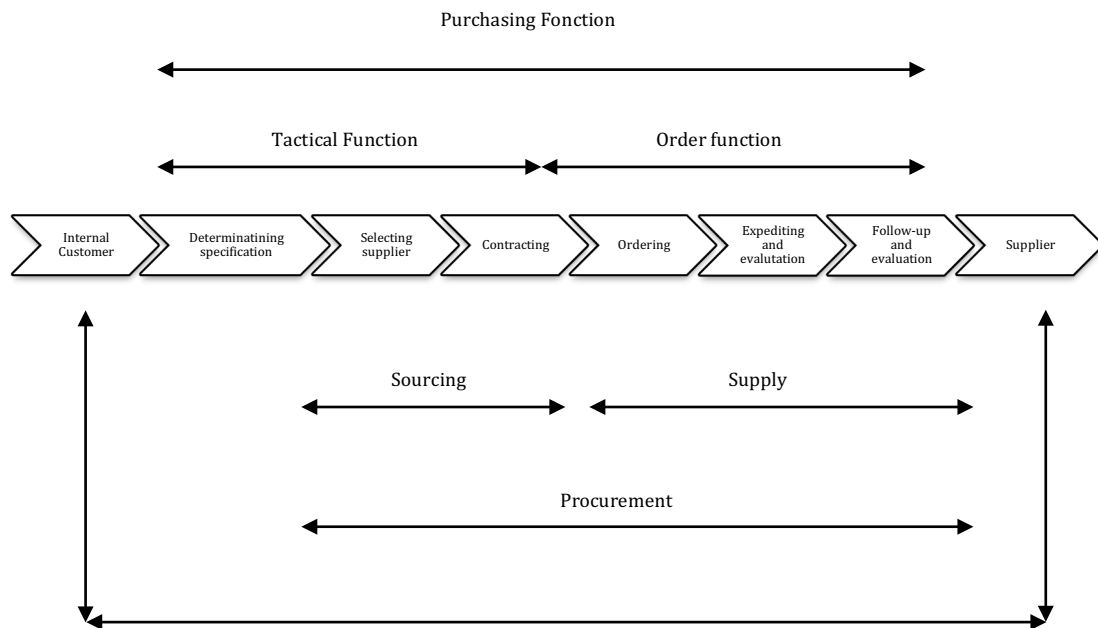 Purchasing Fonction
Tactical Function
Order function
Internal
Customer
Determatining
specification
Selecting
supplier
Contracting
Ordering
Expediting
and
evalutation
Follow-up
and
evaluation
Supplier
Sourcing
Supply
Procurement